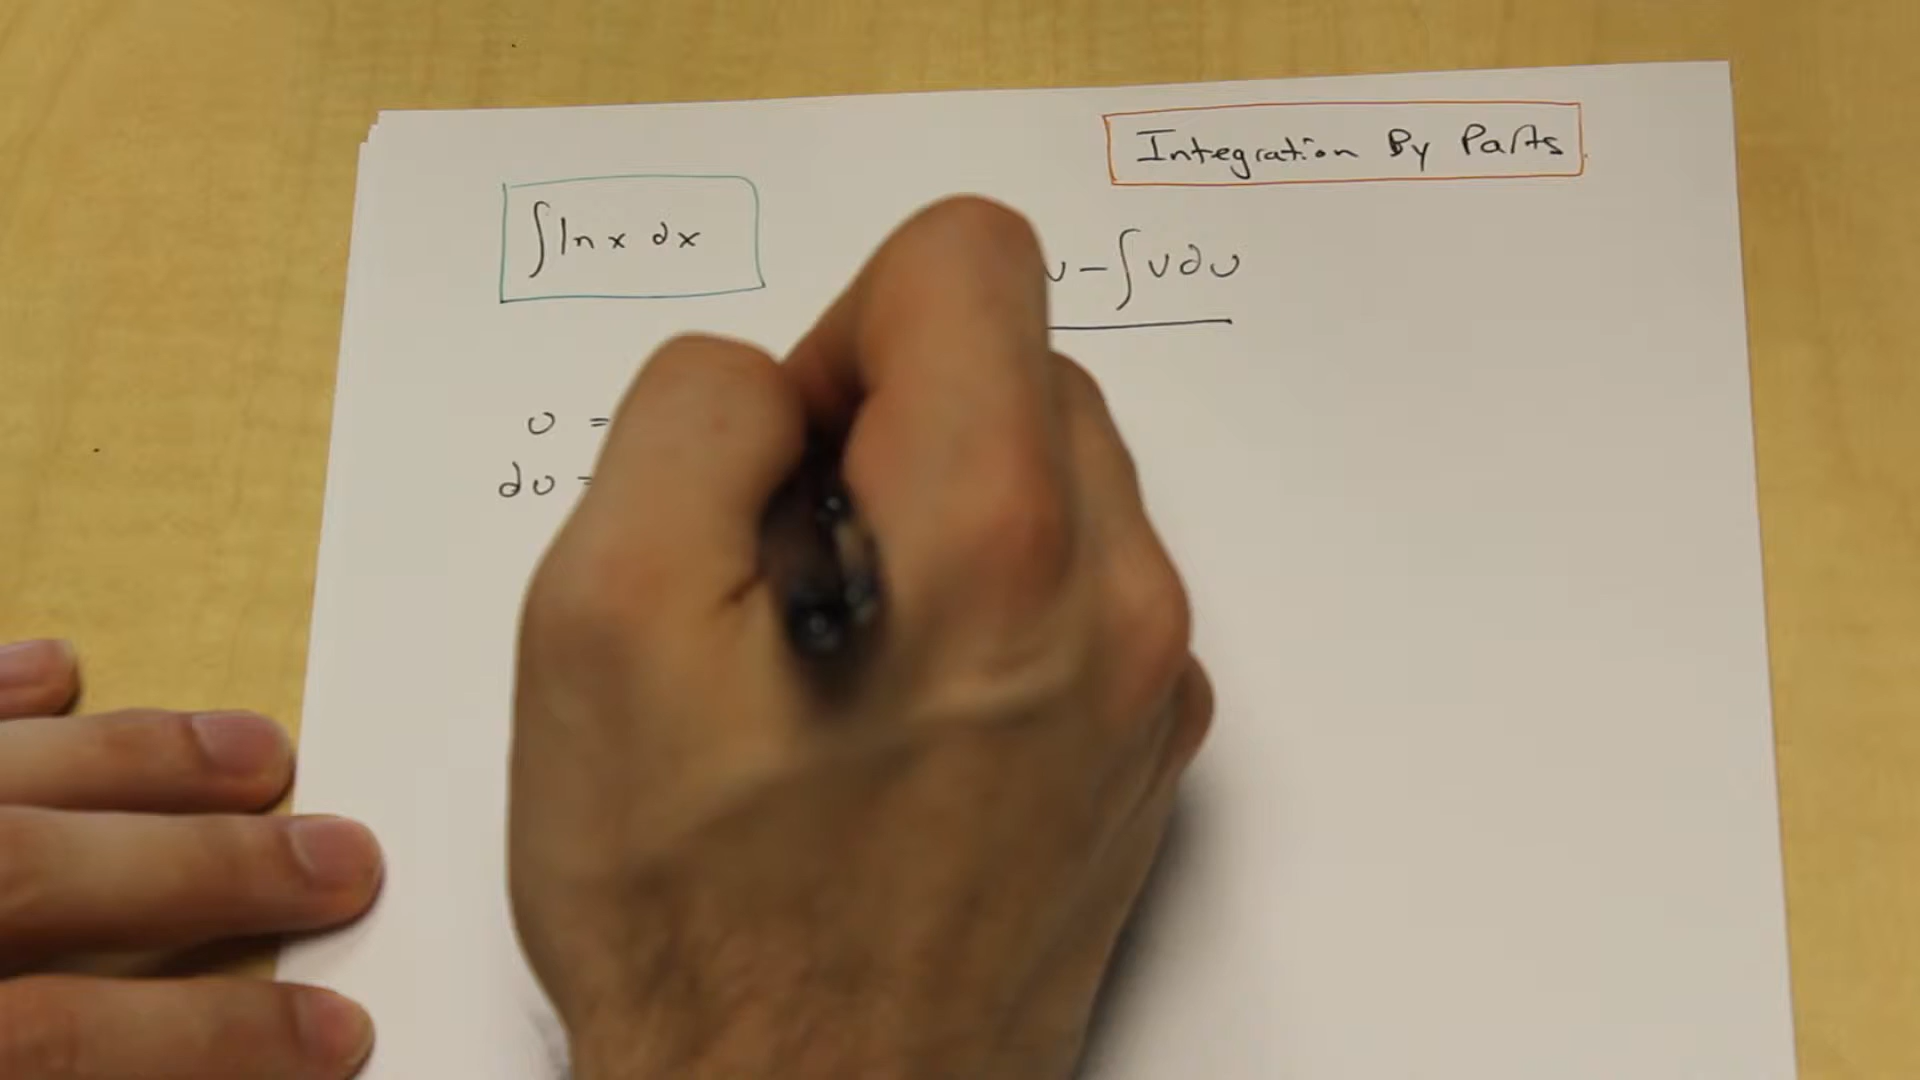 Integration By Parts
∫ln x dx
v − ∫v du
u =
du =